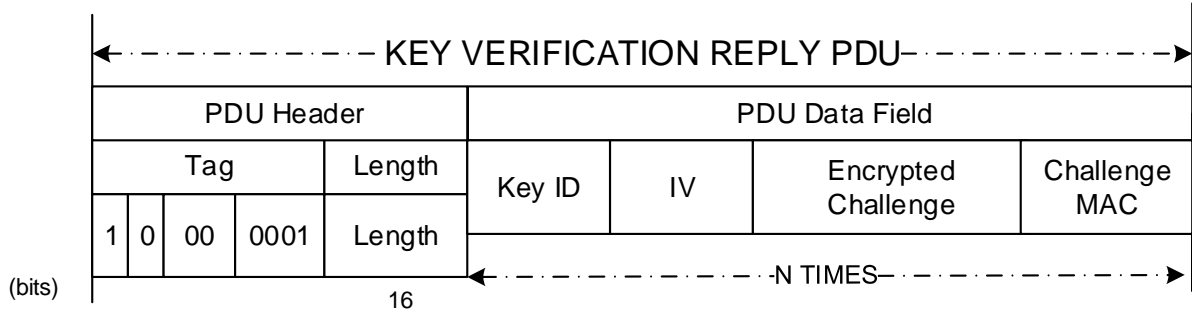 KEY VERIFICATION REPLY PDU
PDU Header
PDU Data Field
Tag
Length
Key ID
IV
Encrypted
Challenge
Challenge
MAC
1
0
00
0001
Length
N TIMES
(bits)
16